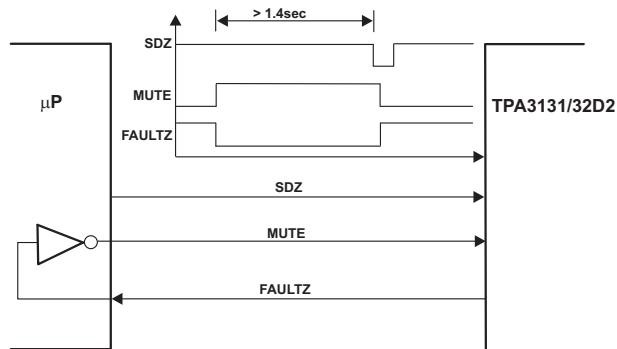 > 1.4sec
SDZ
MUTE
FAULTZ
μP
TPA3131/32D2
SDZ
MUTE
FAULTZ